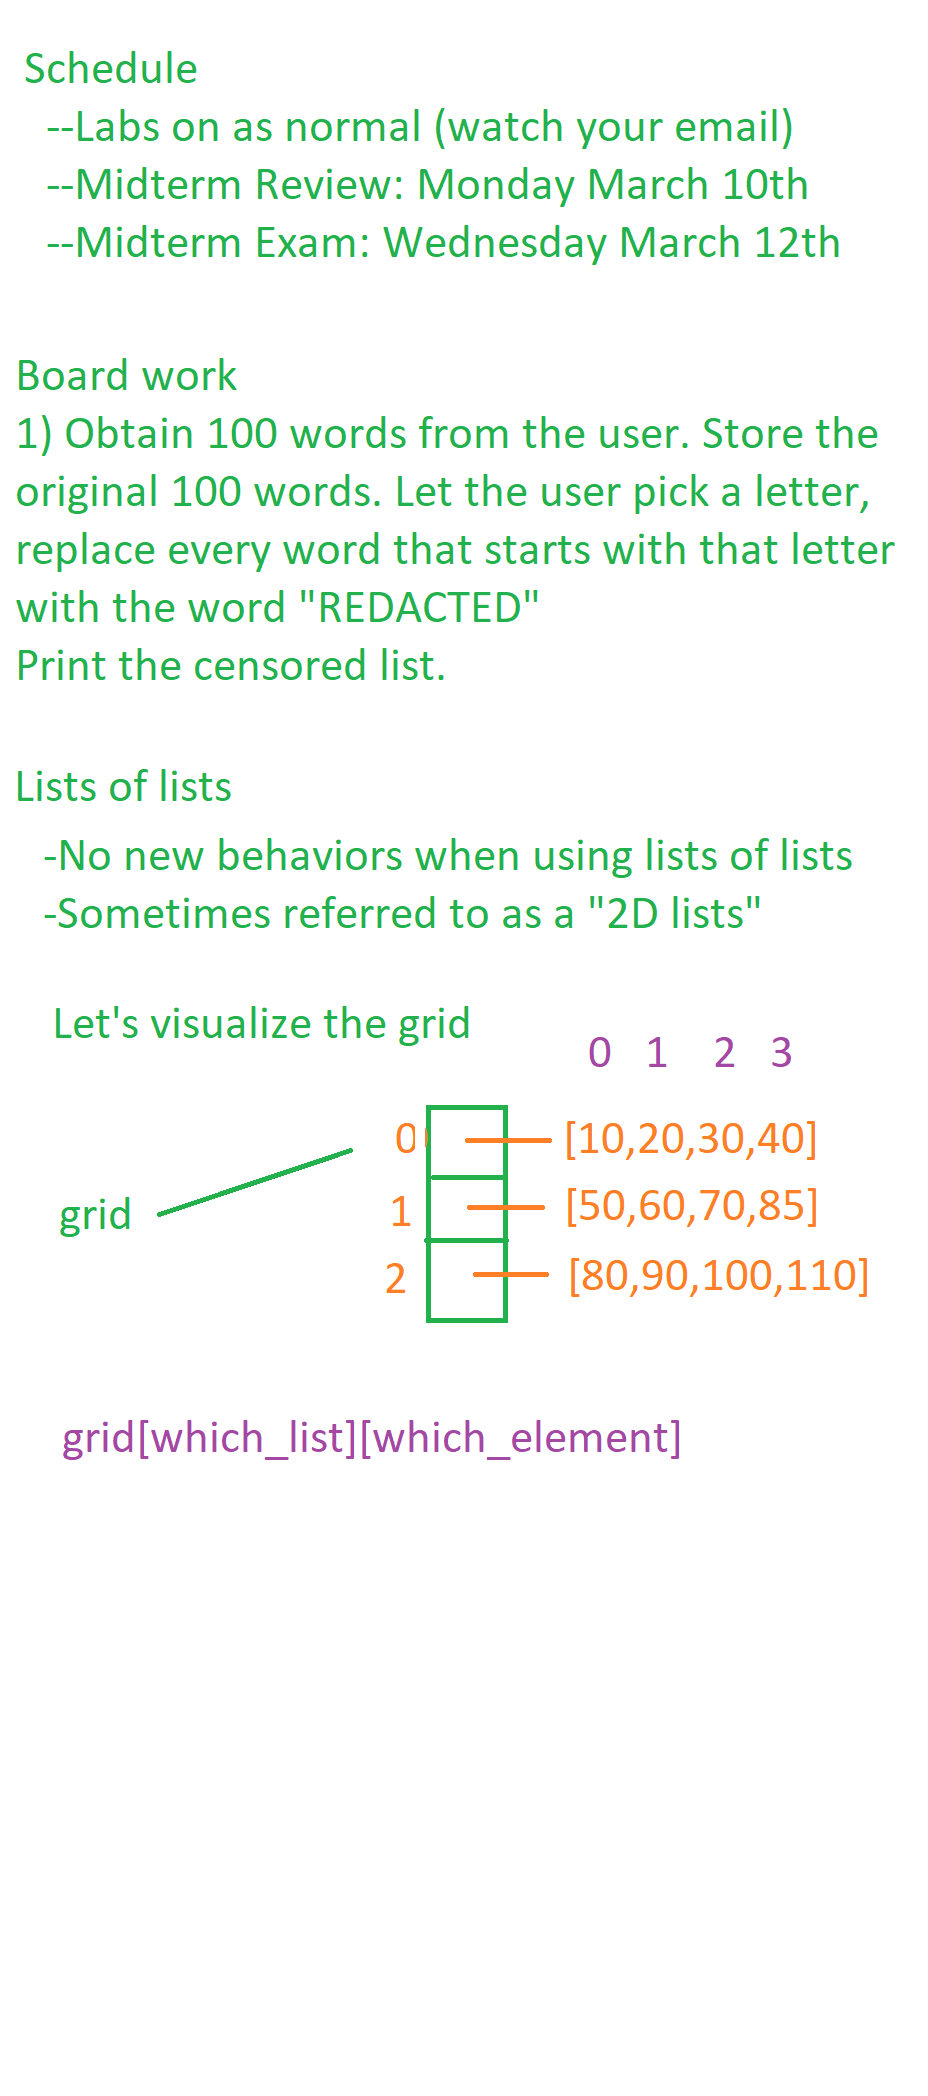 Schedule
--Labs on as normal (watch your email)
--Midterm Review: Monday March 10th
--Midterm Exam: Wednesday March 12th
Board work
1) Obtain 100 words from the user. Store the
original 100 words. Let the user pick a letter,
replace every word that starts with that letter
with the word "REDACTED"
Print the censored list.
Lists of lists
-No new behaviors when using lists of lists
-Sometimes referred to as a "2D lists"
Let's visualize the grid
0 1 2 3
0 [10,20,30,40]
grid 1 [50,60,70,85]
2 [80,90,100,110]
grid[which_list][which_element]